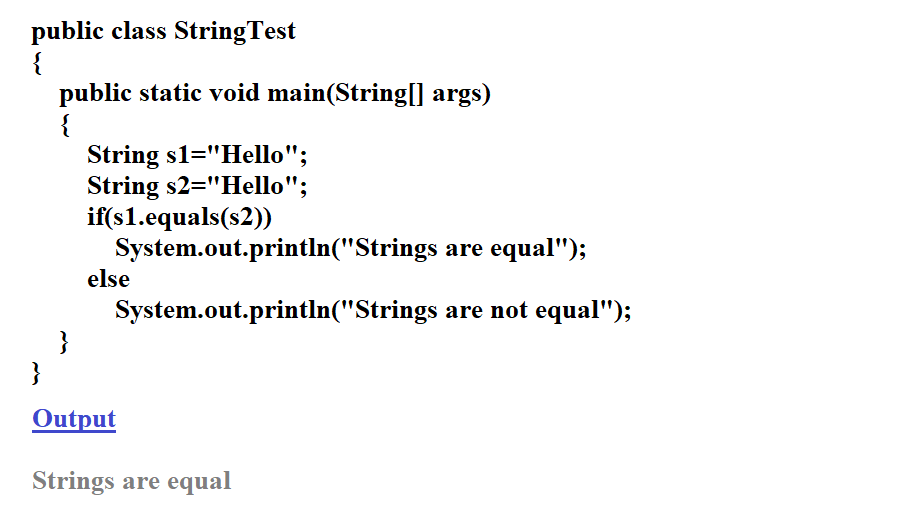 public class StringTest
{
public static void main(String[] args)
{
String s1="Hello";
String s2="Hello";
if(s1.equals(s2))
System.out.println("Strings are equal");
else
System.out.println("Strings are not equal");
}
}
Output
Strings are equal